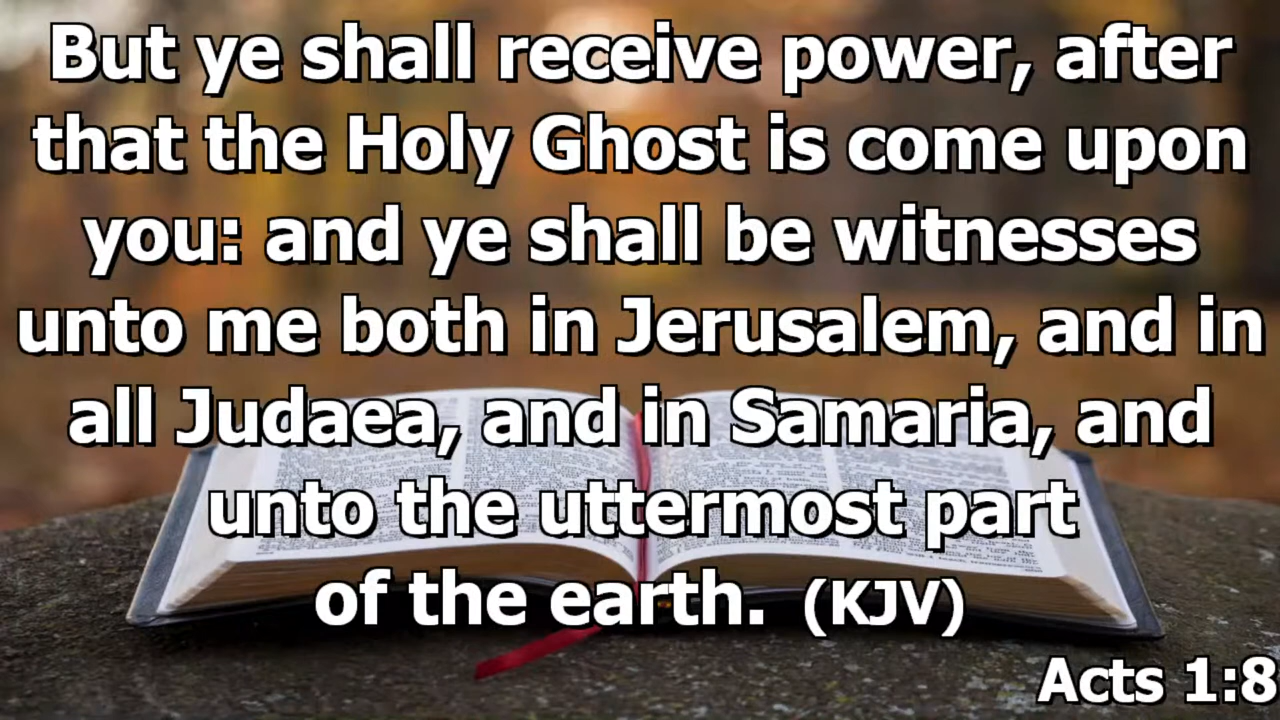 But ye shall receive power, after
that the Holy Ghost is come upon
you: and ye shall be witnesses
unto me both in Jerusalem, and in
all Judaea, and in Samaria, and
unto the uttermost part
of the earth. (KJV)
Acts 1:8